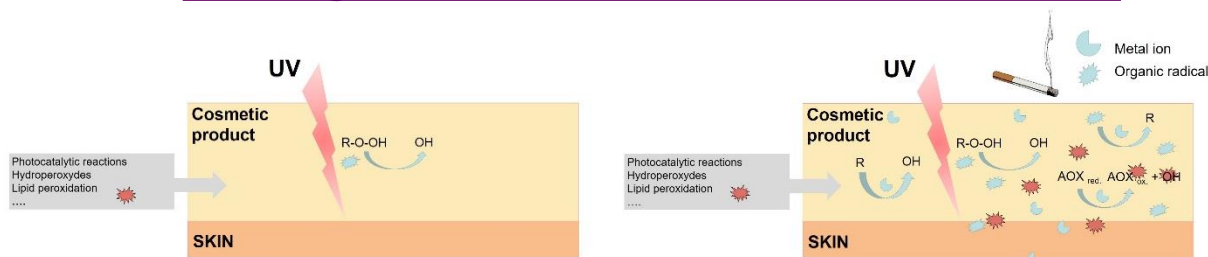 UV
Cosmetic
product
R-O-OH OH
Photocatalytic reactions
Hydroperoxydes
Lipid peroxidation
....
SKIN
Metal ion
Organic radical
UV
Cosmetic
product
R
R-O-OH OH
R OH
Photocatalytic reactions
Hydroperoxydes
Lipid peroxidation
....
AOX red. AOX ox. + OH
SKIN